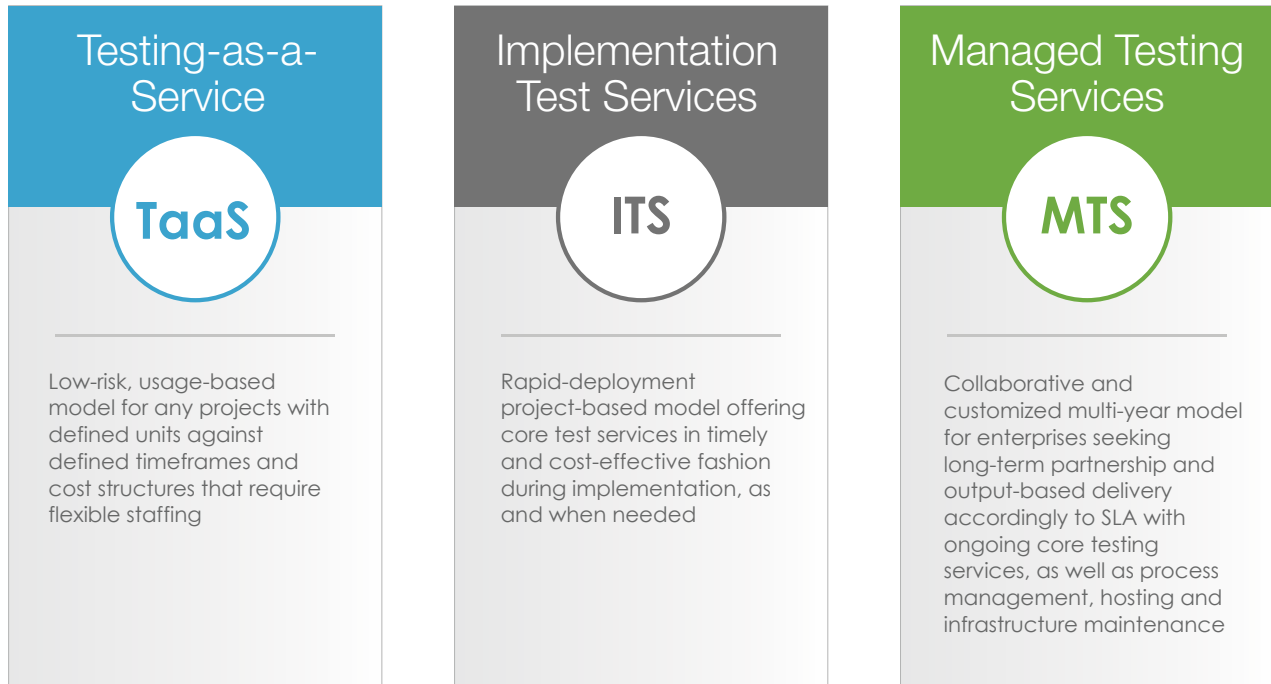 Testing-as-a-
Service
TaaS
Low-risk, usage-based
model for any projects with
defined units against
defined timeframes and
cost structures that require
flexible staffing
Implementation
Test Services
ITS
Rapid-deployment
project-based model offering
core test services in timely
and cost-effective fashion
during implementation, as
and when needed
Managed Testing
Services
MTS
Collaborative and
customized multi-year model
for enterprises seeking
long-term partnership and
output-based delivery
accordingly to SLA with
ongoing core testing
services, as well as process
management, hosting and
infrastructure maintenance